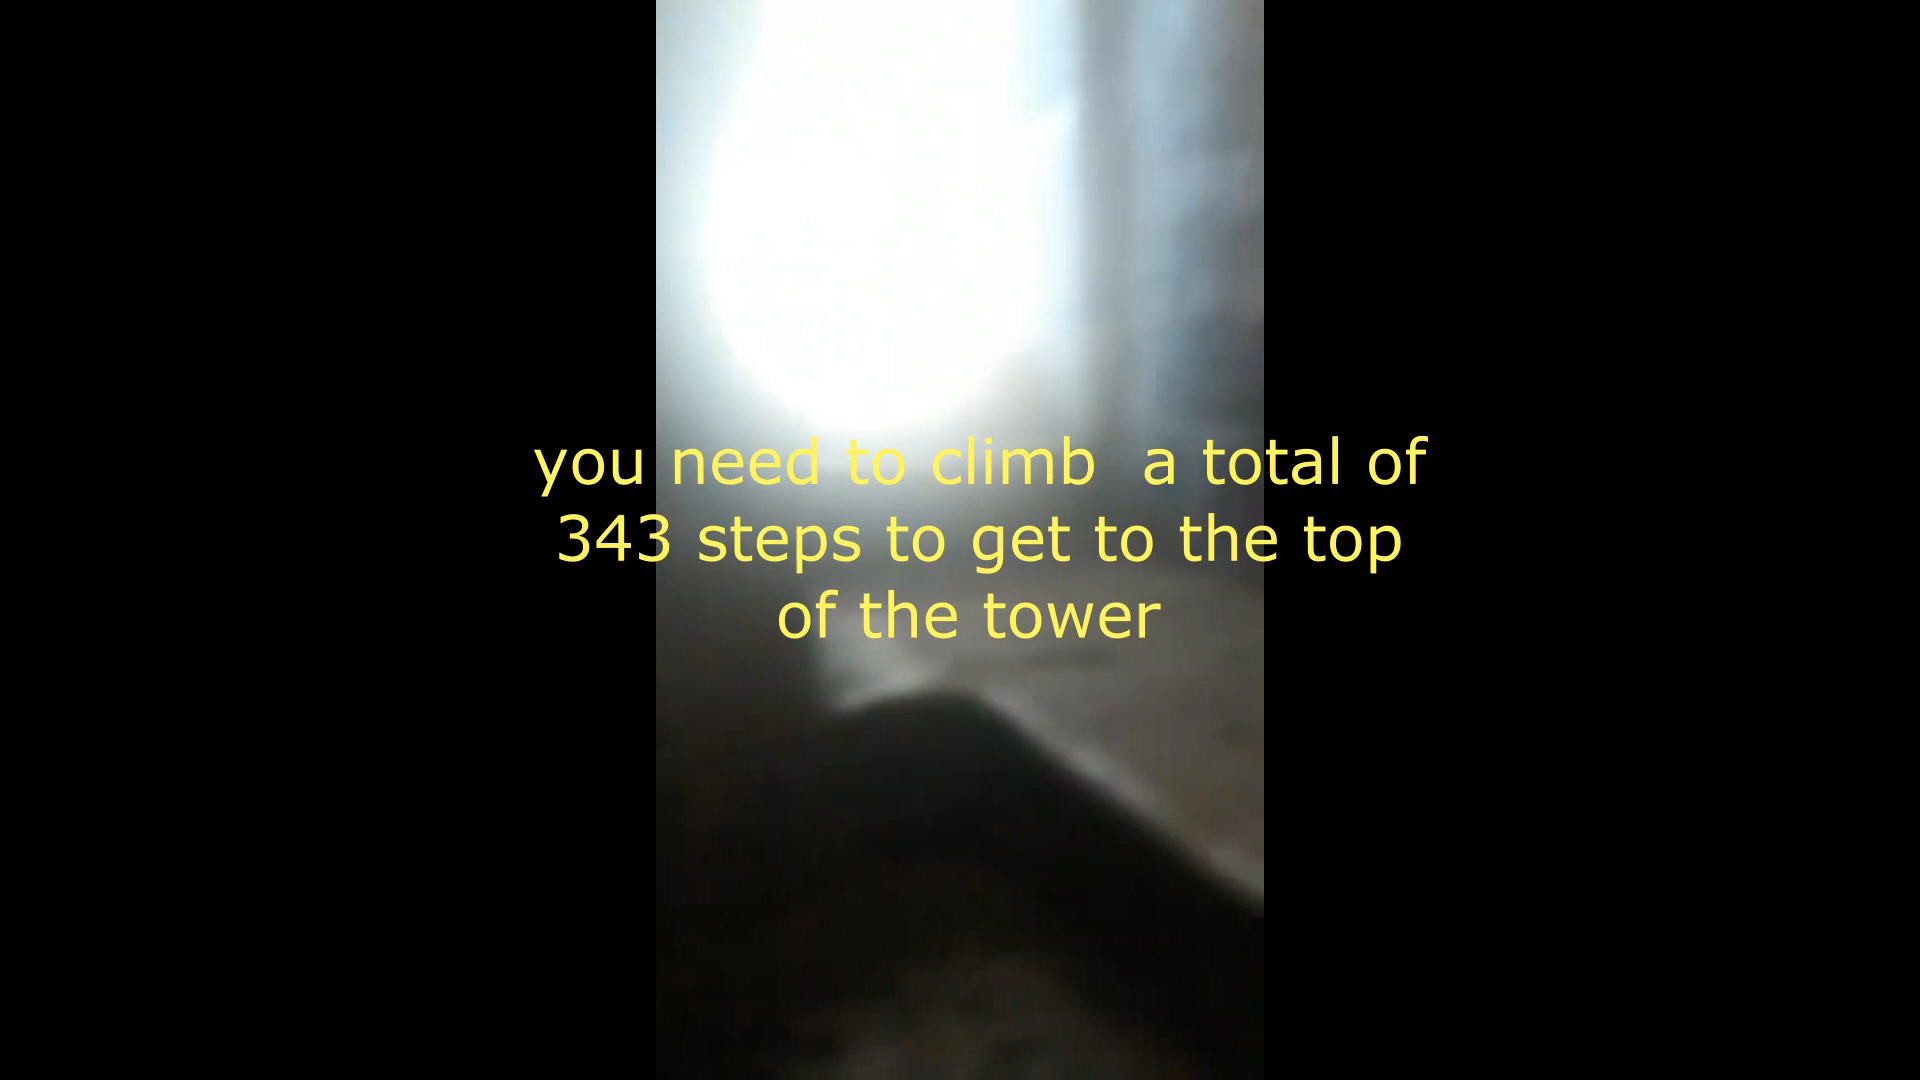 you need to climb  a total of
343 steps to get to the top
of the tower